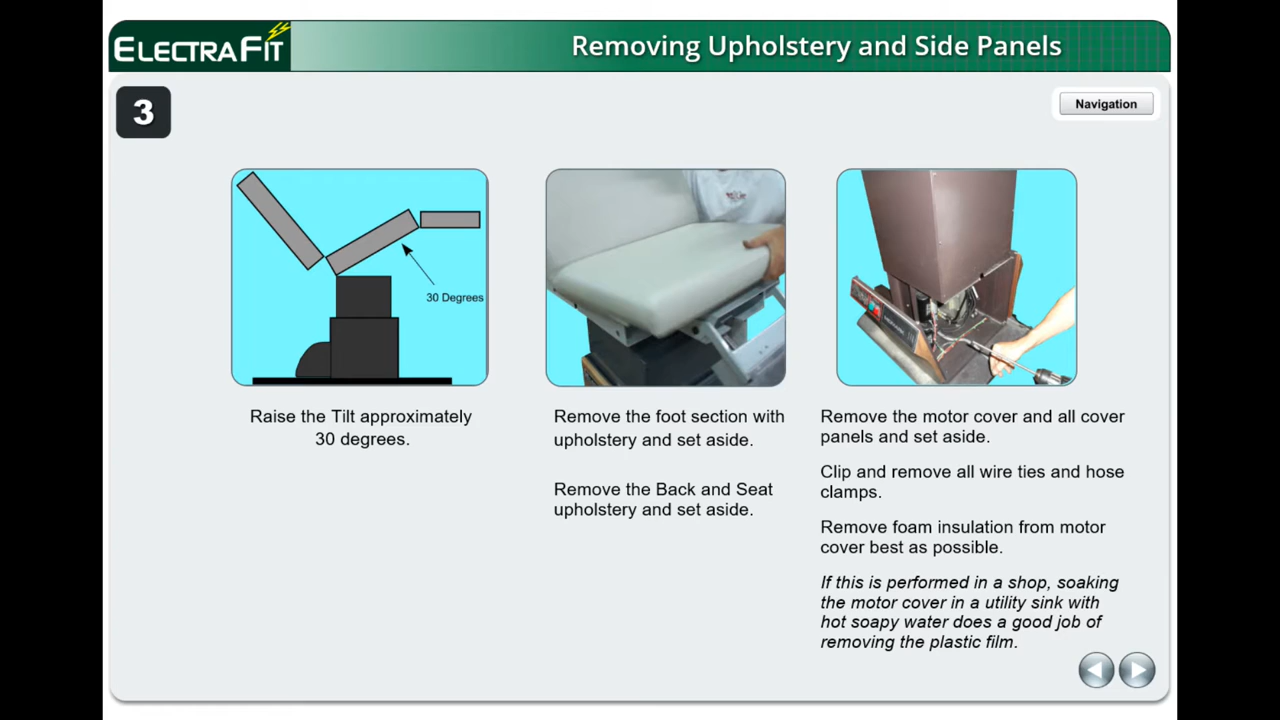 ELECTRAFIT
Removing Upholstery and Side Panels
3
Navigation
30 Degrees
Raise the Tilt approximately
30 degrees.
Remove the foot section with
upholstery and set aside.
Remove the Back and Seat
upholstery and set aside.
Remove the motor cover and all cover
panels and set aside.
Clip and remove all wire ties and hose
clamps.
Remove foam insulation from motor
cover best as possible.
If this is performed in a shop, soaking
the motor cover in a utility sink with
hot soapy water does a good job of
removing the plastic film.